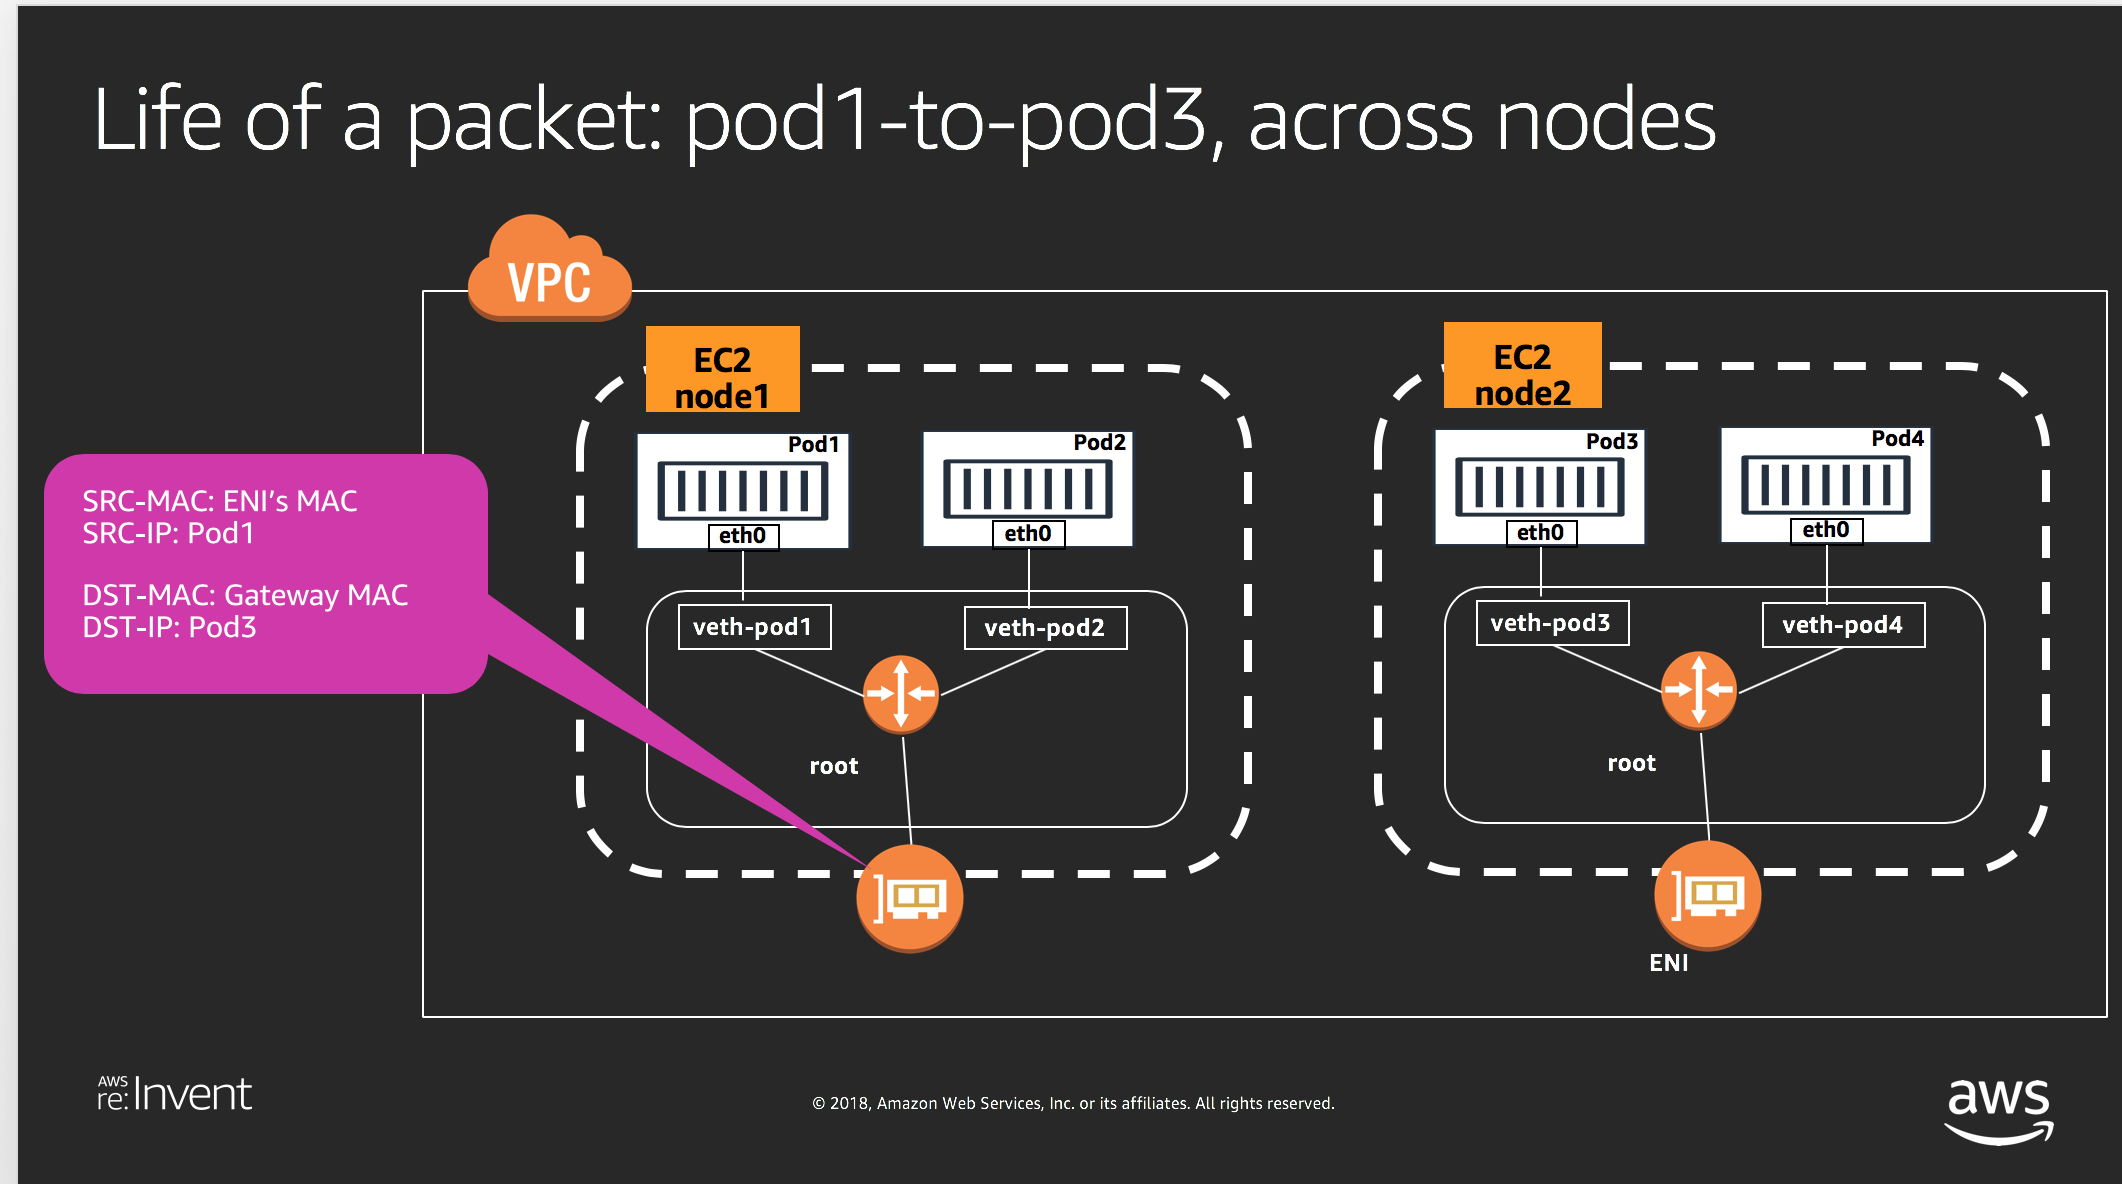 Life of a packet: pod1-to-pod3, across nodes
VPC
EC2
node1
EC2
node2
Pod1
Pod2
Pod3
Pod4
eth0
eth0
eth0
eth0
SRC-MAC: ENI’s MAC
SRC-IP: Pod1
DST-MAC: Gateway MAC
DST-IP: Pod3
veth-pod1
veth-pod2
veth-pod3
veth-pod4
root
root
ENI
AWS
re:Invent
© 2018, Amazon Web Services, Inc. or its affiliates. All rights reserved.
aws